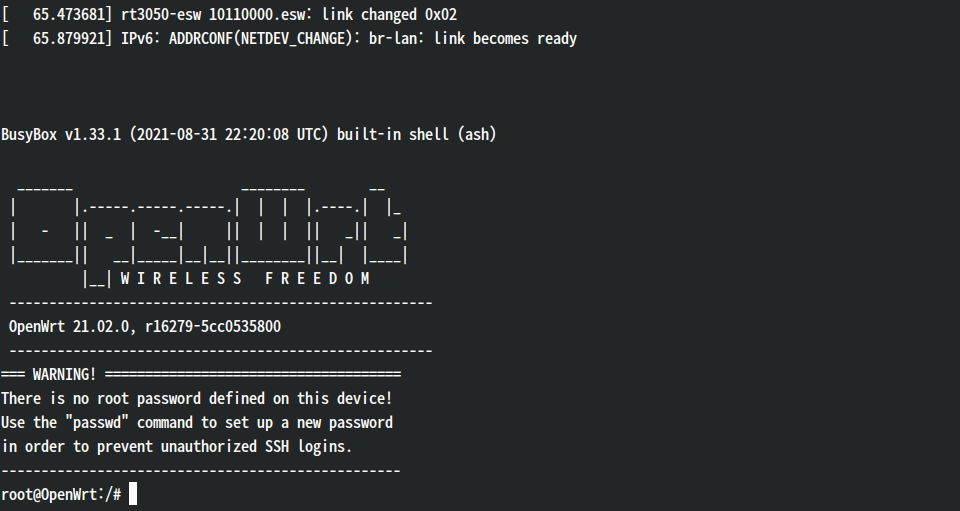 [   65.473681] rt3050-esw 10110000.esw: link changed 0x02
[   65.879921] IPv6: ADDRCONF(NETDEV_CHANGE): br-lan: link becomes ready
BusyBox v1.33.1 (2021-08-31 22:20:08 UTC) built-in shell (ash)
  _______                     ________        __
 |       |.-----.-----.-----.|  |  |  |.----.|  |_
 |   -   ||  _  |  -__|     ||  |  |  ||   _||   _|
 |_______||   __|_____|__|__||________||__|  |____|
          |__| W I R E L E S S   F R E E D O M
 -----------------------------------------------------
 OpenWrt 21.02.0, r16279-5cc0535800
 -----------------------------------------------------
=== WARNING! =====================================
There is no root password defined on this device!
Use the "passwd" command to set up a new password
in order to prevent unauthorized SSH logins.
--------------------------------------------------
root@OpenWrt:/#